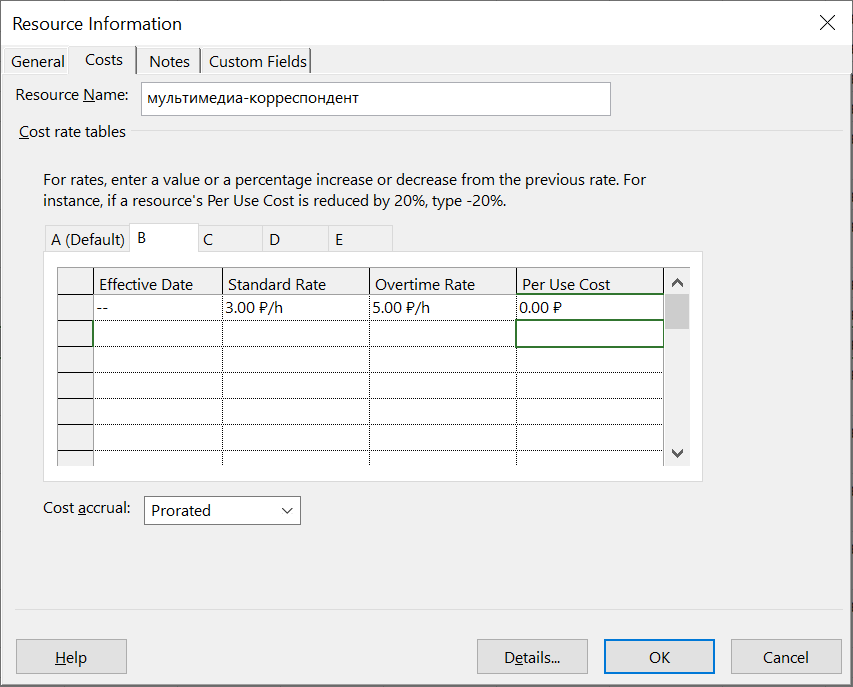 Resource Information
General Costs Notes Custom Fields
Resource Name: мультимедиа-корреспондент
Cost rate tables
For rates, enter a value or a percentage increase or decrease from the previous rate. For
instance, if a resource's Per Use Cost is reduced by 20%, type -20%.
A (Default) B C D E
Effective Date Standard Rate Overtime Rate Per Use Cost
-- 3.00 ₽/h 5.00 ₽/h 0.00 ₽
Cost accrual: Prorated
Help Details... OK Cancel